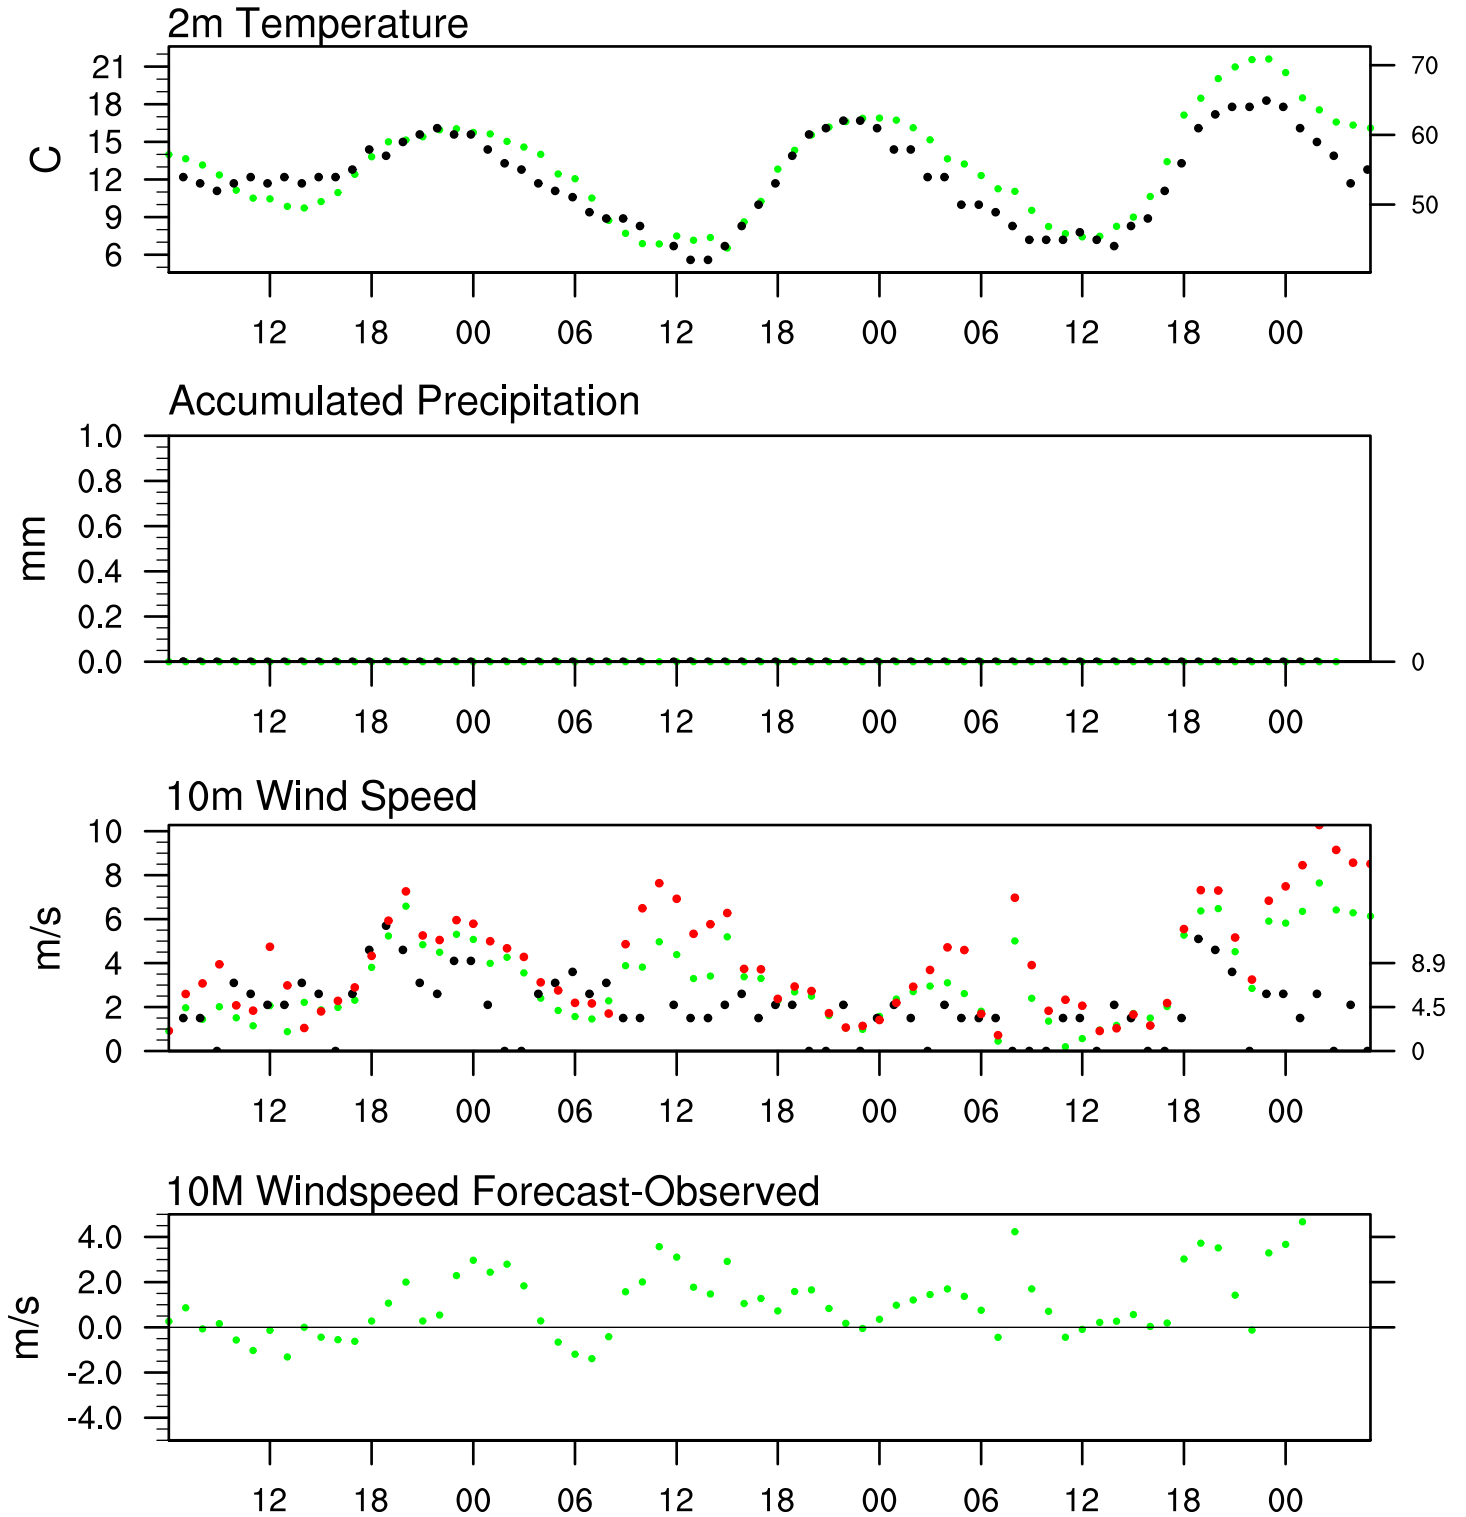 2m Temperature
21 70
18
15 60
C
12
9 50
6
12 18 00 06 12 18 00 06 12 18 00
Accumulated Precipitation
1.0
0.8
0.6
mm
0.4
0.2
0.0 0
12 18 00 06 12 18 00 06 12 18 00
10m Wind Speed
10
8
6
m/s
4 8.9
2 4.5
0 0
12 18 00 06 12 18 00 06 12 18 00
10M Windspeed Forecast-Observed
4.0
2.0
m/s
0.0
-2.0
-4.0
12 18 00 06 12 18 00 06 12 18 00